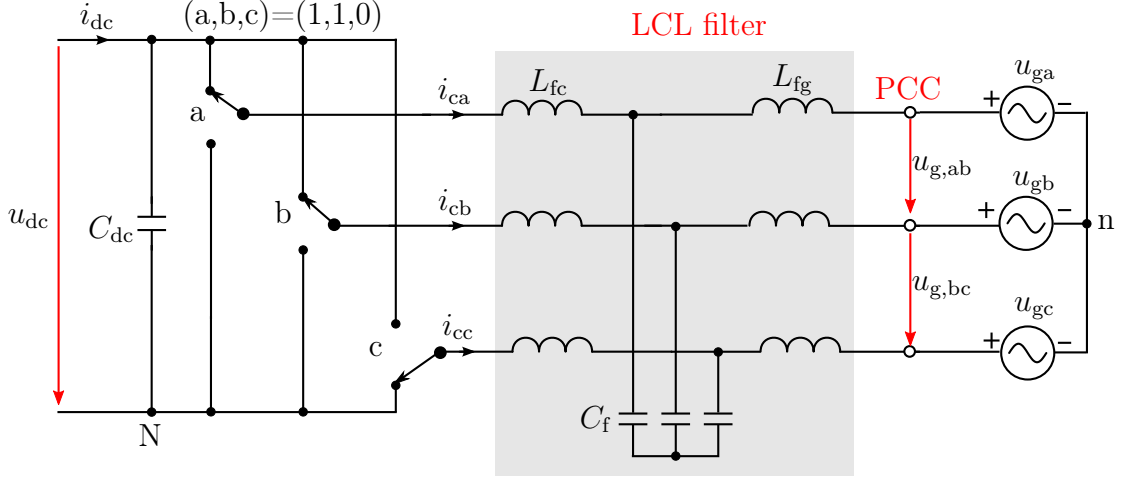 i_dc
(a,b,c)=(1,1,0)
LCL filter
L_fc
L_fg
i_ca
PCC
u_ga
+
−
a
u_g,ab
u_dc
C_dc
b
i_cb
u_gb
+
−
n
u_g,bc
c
i_cc
u_gc
+
−
C_f
N